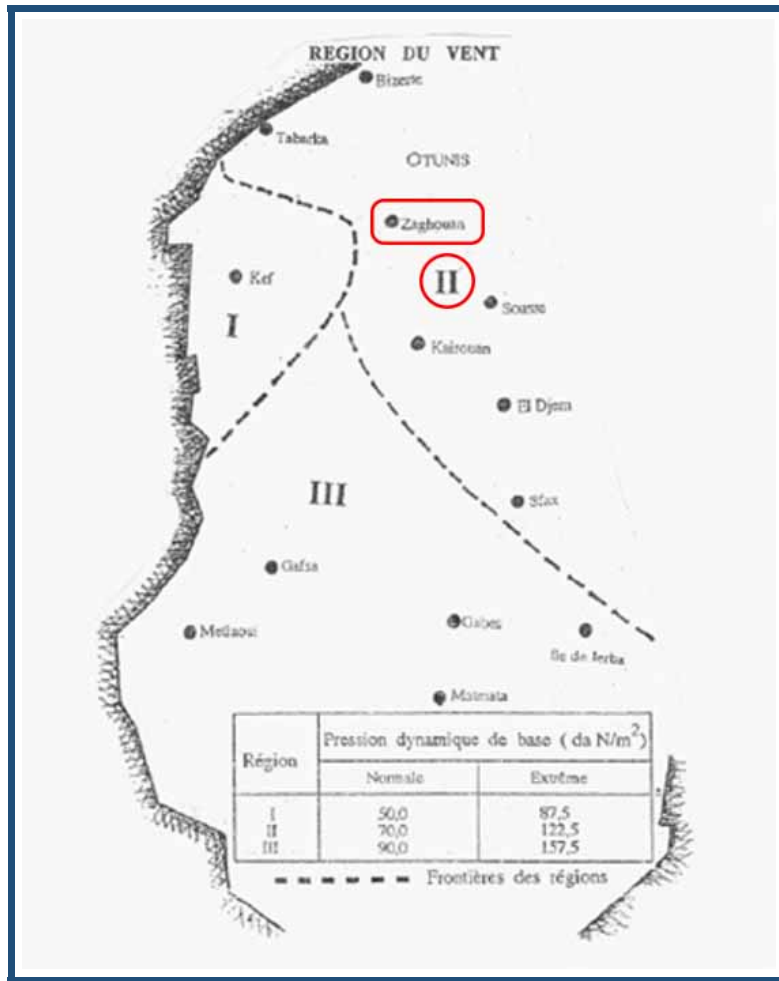 REGION DU VENT
Bizerte
Tabarka
OTUNIS
Zaghouan
Kef
II
Sousse
I
Kairouan
El Djem
III
Sfax
Gafsa
Gabes
Metlaoui
Ile de Jerba
Matmata
Région
Pression dynamique de base ( da N/m²)
Normale Extrême
I 50,0 87,5
II 70,0 122,5
III 90,0 157,5
Frontières des régions